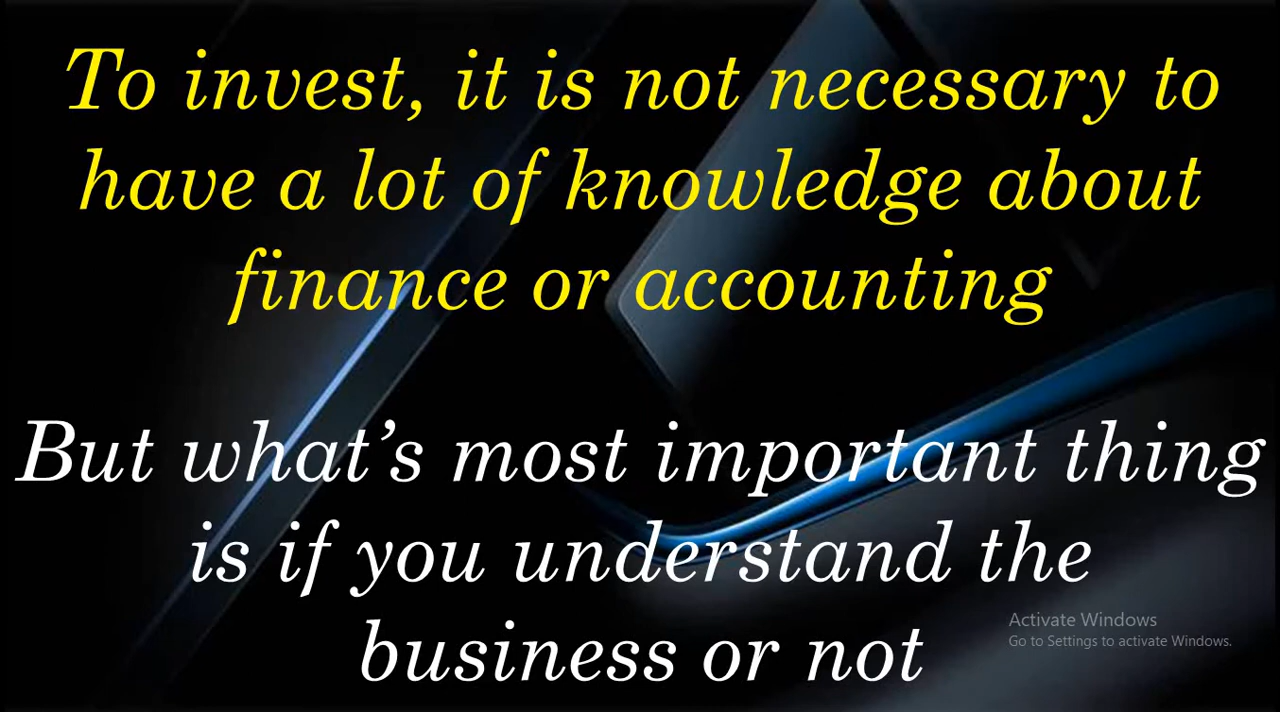 To invest, it is not necessary to
have a lot of knowledge about
finance or accounting
But what’s most important thing
is if you understand the
business or not
Activate Windows
Go to Settings to activate Windows.